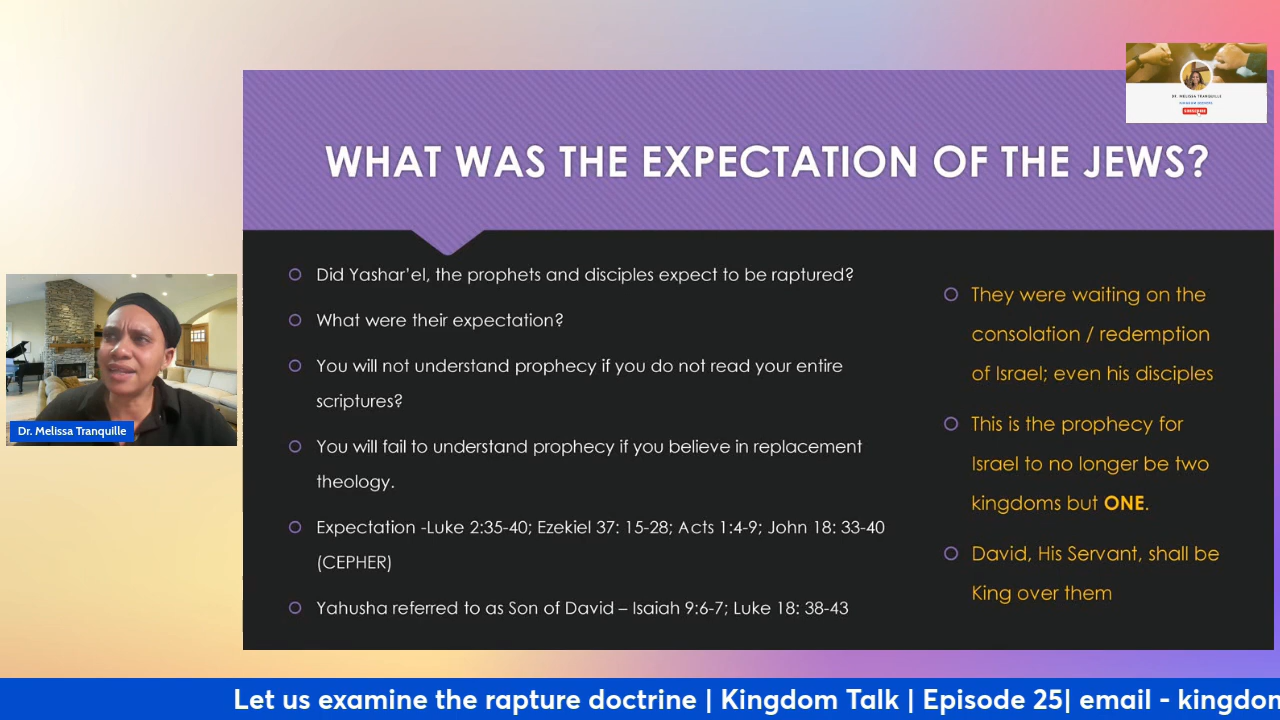 DR. MELISSA TRANQUILLE
WHAT WAS THE EXPECTATION OF THE JEWS?
Did Yashar'el, the prophets and disciples expect to be raptured?
What were their expectation?
You will not understand prophecy if you do not read your entire
scriptures?
You will fail to understand prophecy if you believe in replacement
theology.
Expectation -Luke 2:35-40; Ezekiel 37: 15-28; Acts 1:4-9; John 18: 33-40
(CEPHER)
Yahusha referred to as Son of David – Isaiah 9:6-7; Luke 18: 38-43
They were waiting on the
consolation / redemption
of Israel; even his disciples
This is the prophecy for
Israel to no longer be two
kingdoms but ONE.
David, His Servant, shall be
King over them
Dr. Melissa Tranquille
Let us examine the rapture doctrine | Kingdom Talk | Episode 25| email - kingdon